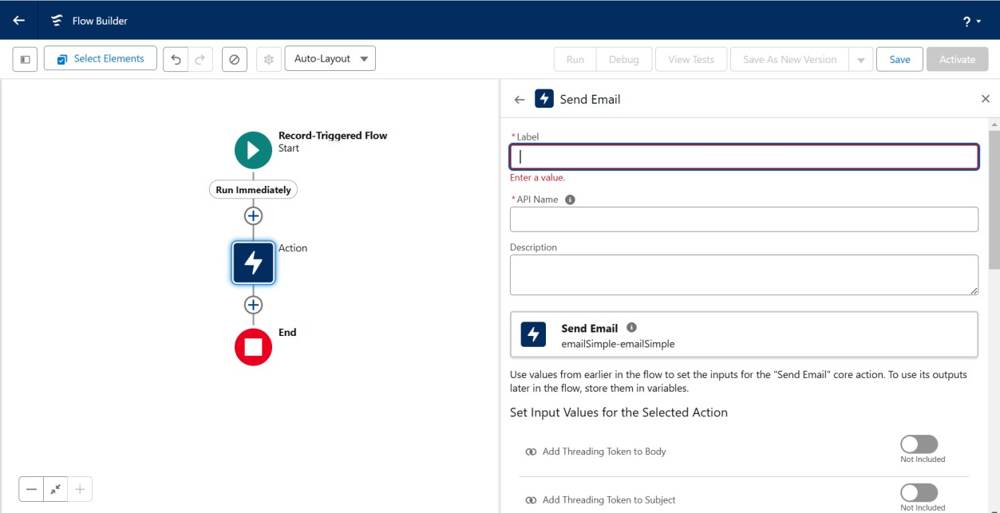 Flow Builder
?
Select Elements
Auto-Layout
Run
Debug
View Tests
Save As New Version
Save
Activate
Record-Triggered Flow
Start
Run Immediately
Action
End
Send Email
*Label
Enter a value.
*API Name
Description
Send Email
emailSimple-emailSimple
Use values from earlier in the flow to set the inputs for the "Send Email" core action. To use its outputs
later in the flow, store them in variables.
Set Input Values for the Selected Action
Add Threading Token to Body
Not Included
Add Threading Token to Subject
Not Included